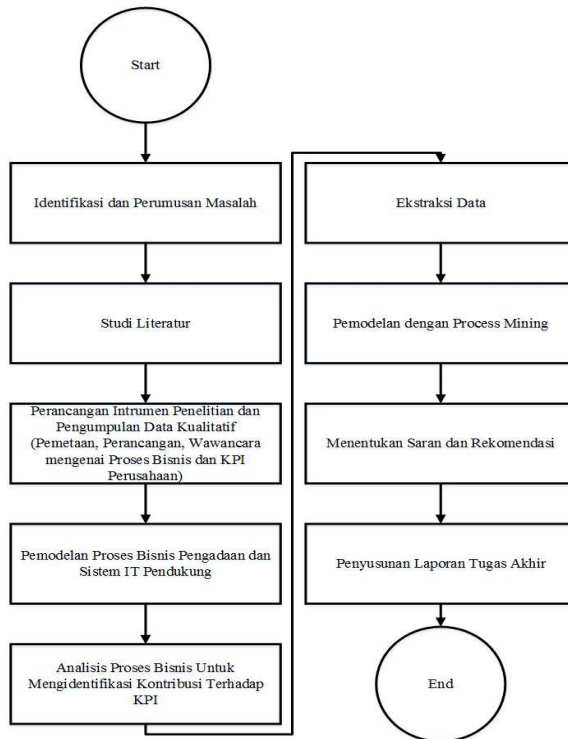 Start
Identifikasi dan Perumusan Masalah
Studi Literatur
Perancangan Intrumen Penelitian dan
Pengumpulan Data Kualitatif
(Pemetaan, Perancangan, Wawancara
mengenai Proses Bisnis dan KPI
Perusahaan)
Pemodelan Proses Bisnis Pengadaan dan
Sistem IT Pendukung
Analisis Proses Bisnis Untuk
Mengidentifikasi Kontribusi Terhadap
KPI
Ekstraksi Data
Pemodelan dengan Process Mining
Menentukan Saran dan Rekomendasi
Penyusunan Laporan Tugas Akhir
End